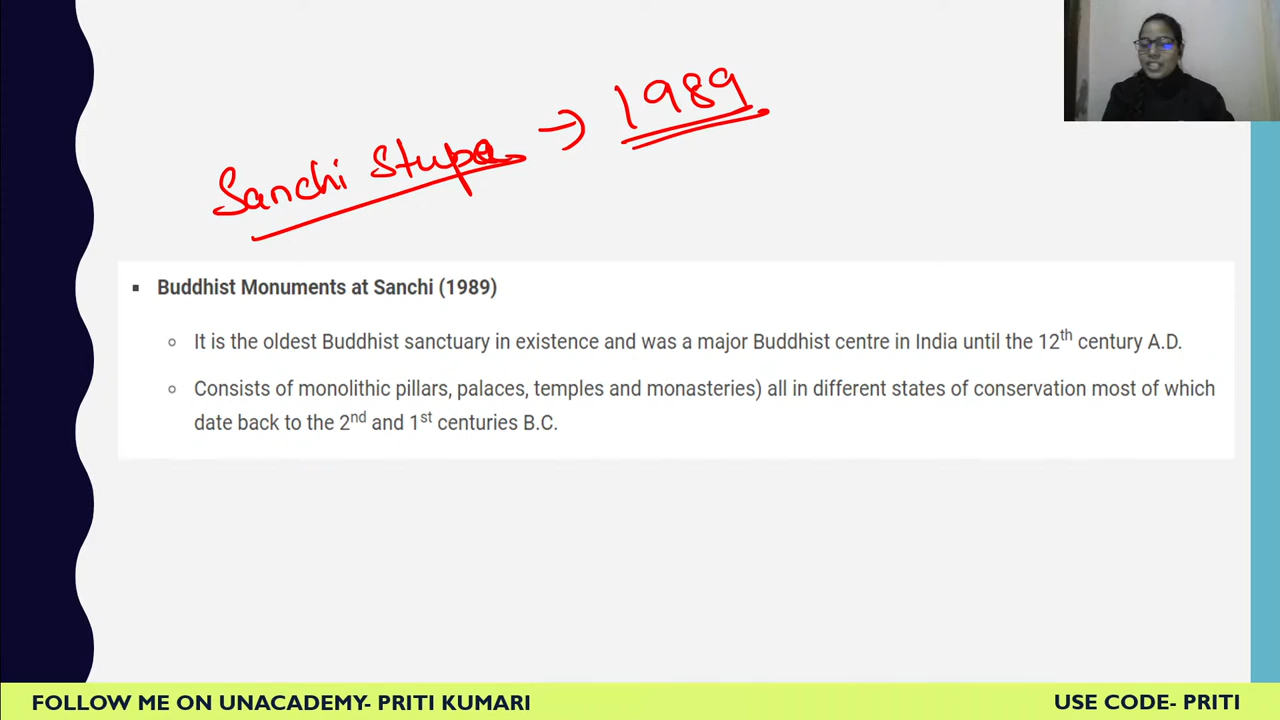 Sanchi Stupa → 1989
▪ Buddhist Monuments at Sanchi (1989)
○ It is the oldest Buddhist sanctuary in existence and was a major Buddhist centre in India until the 12th century A.D.
○ Consists of monolithic pillars, palaces, temples and monasteries) all in different states of conservation most of which
date back to the 2nd and 1st centuries B.C.
FOLLOW ME ON UNACADEMY- PRITI KUMARI
USE CODE- PRITI